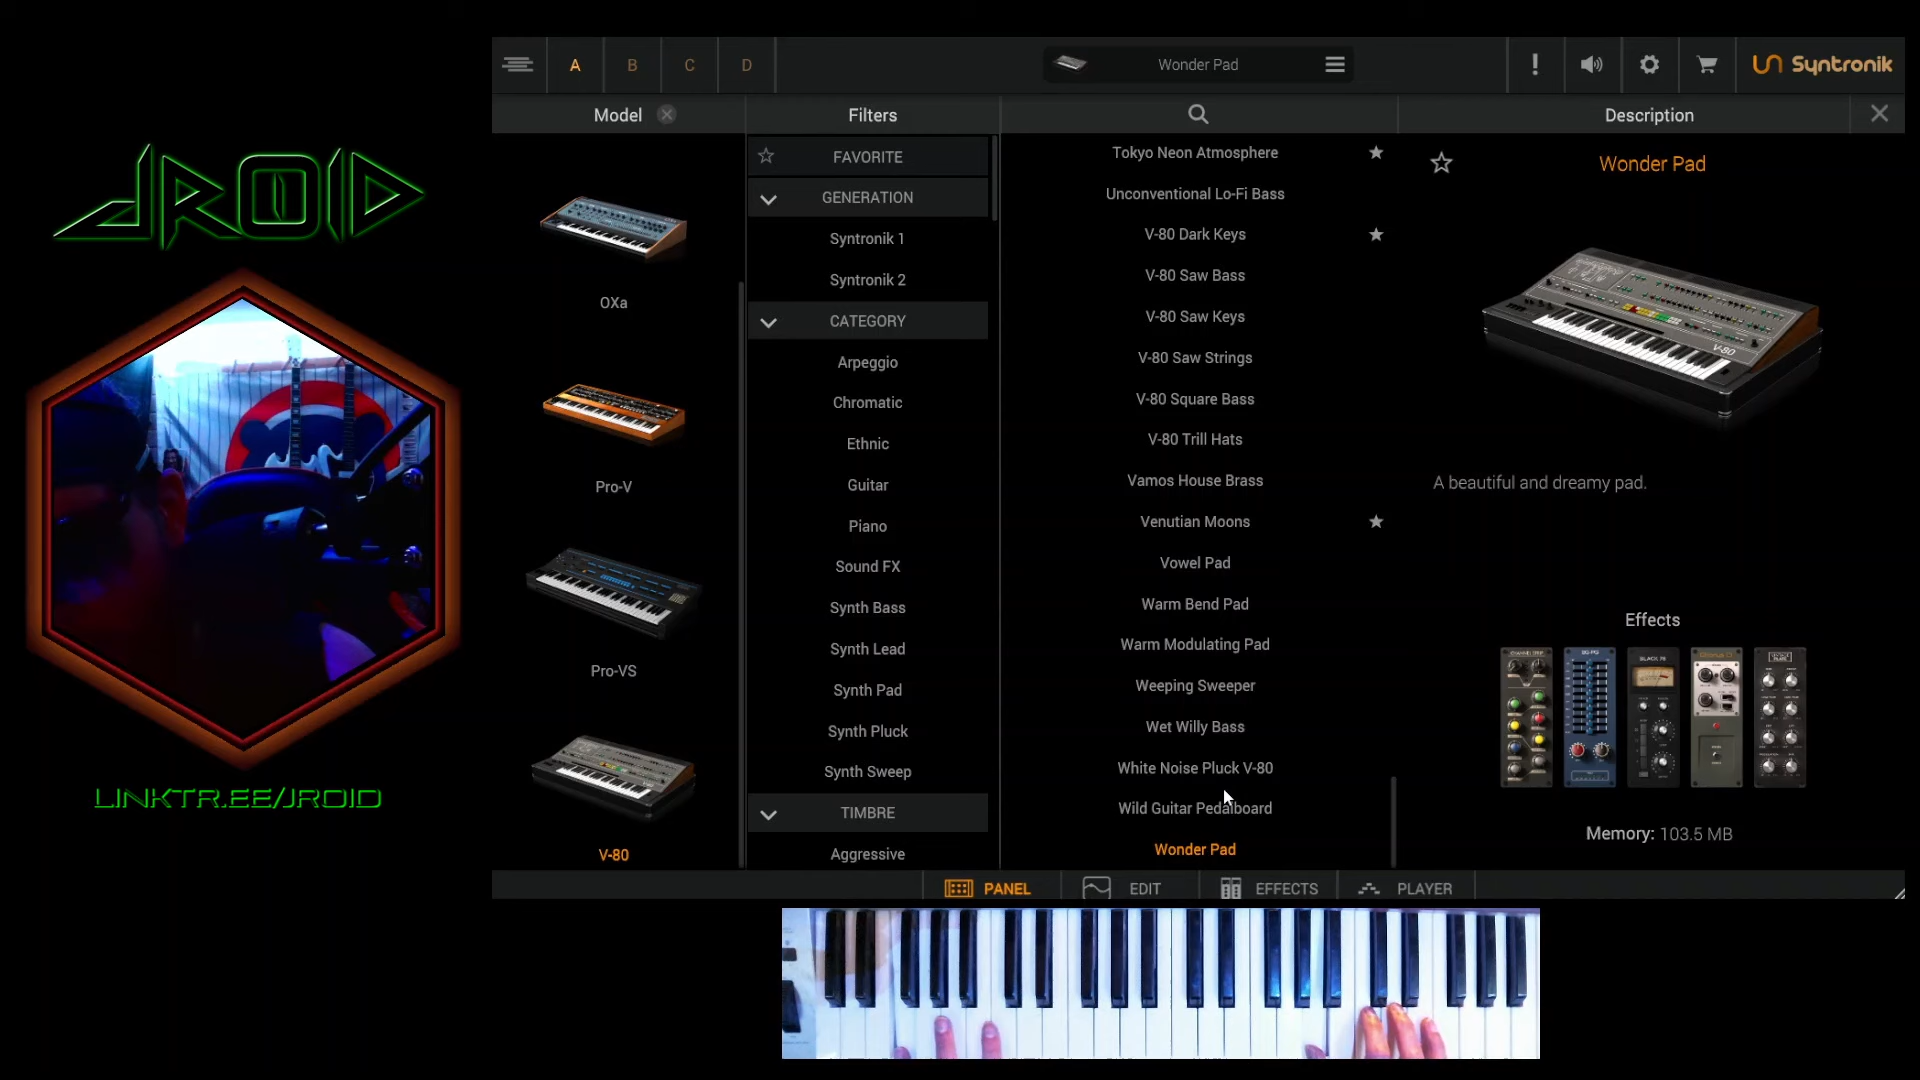 A
B
C
D
Wonder Pad
Syntronik
Model
Filters
Description
JROID
LINKTR.EE/JROID
OXa
Pro-V
Pro-VS
V-80
FAVORITE
GENERATION
Syntronik 1
Syntronik 2
CATEGORY
Arpeggio
Chromatic
Ethnic
Guitar
Piano
Sound FX
Synth Bass
Synth Lead
Synth Pad
Synth Pluck
Synth Sweep
TIMBRE
Aggressive
Tokyo Neon Atmosphere
Unconventional Lo-Fi Bass
V-80 Dark Keys
V-80 Saw Bass
V-80 Saw Keys
V-80 Saw Strings
V-80 Square Bass
V-80 Trill Hats
Vamos House Brass
Venutian Moons
Vowel Pad
Warm Bend Pad
Warm Modulating Pad
Weeping Sweeper
Wet Willy Bass
White Noise Pluck V-80
Wild Guitar Pedalboard
Wonder Pad
Wonder Pad
V-80
A beautiful and dreamy pad.
Effects
CHANNEL STRIP
BLACK 76
Memory: 103.5 MB
PANEL
EDIT
EFFECTS
PLAYER